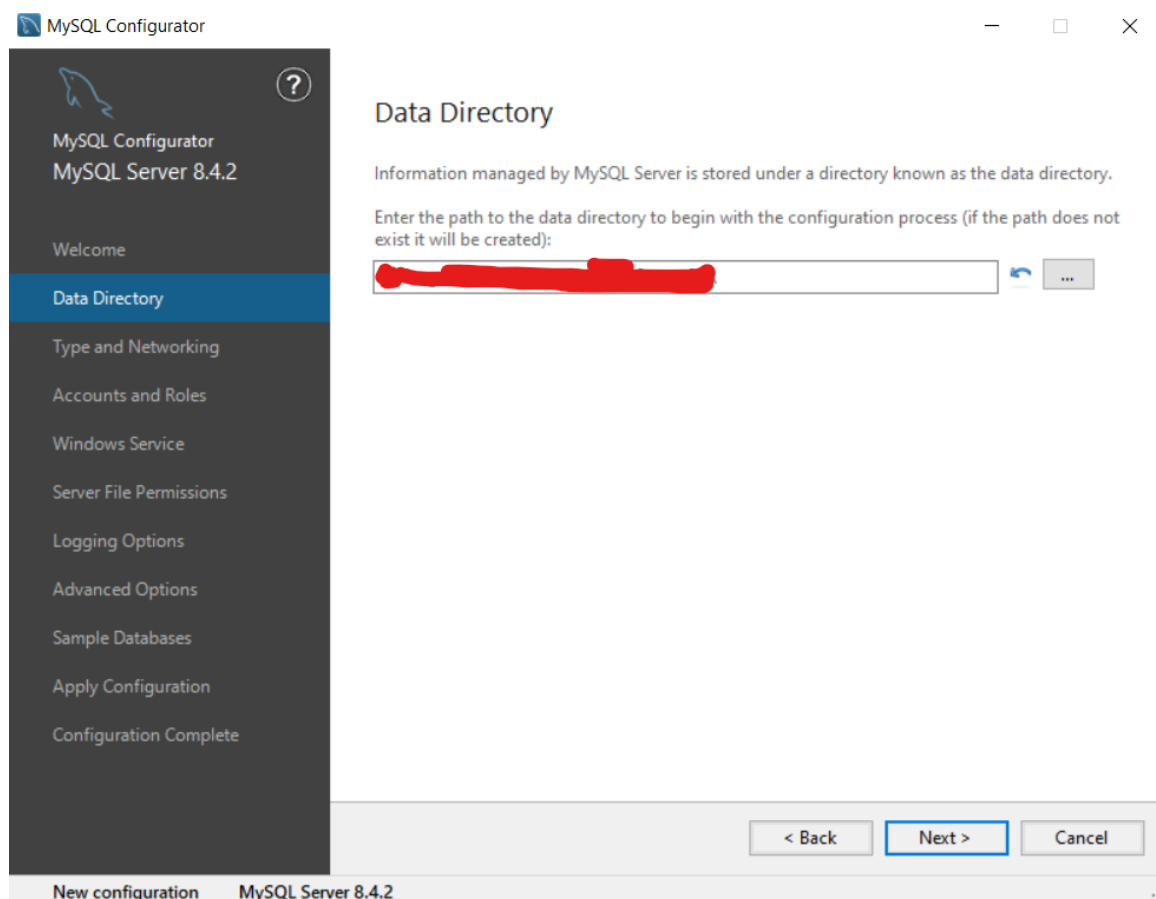 MySQL Configurator
?
MySQL Configurator
MySQL Server 8.4.2
Welcome
Data Directory
Type and Networking
Accounts and Roles
Windows Service
Server File Permissions
Logging Options
Advanced Options
Sample Databases
Apply Configuration
Configuration Complete
Data Directory
Information managed by MySQL Server is stored under a directory known as the data directory.
Enter the path to the data directory to begin with the configuration process (if the path does not
exist it will be created):
...
< Back Next > Cancel
New configuration MySQL Server 8.4.2